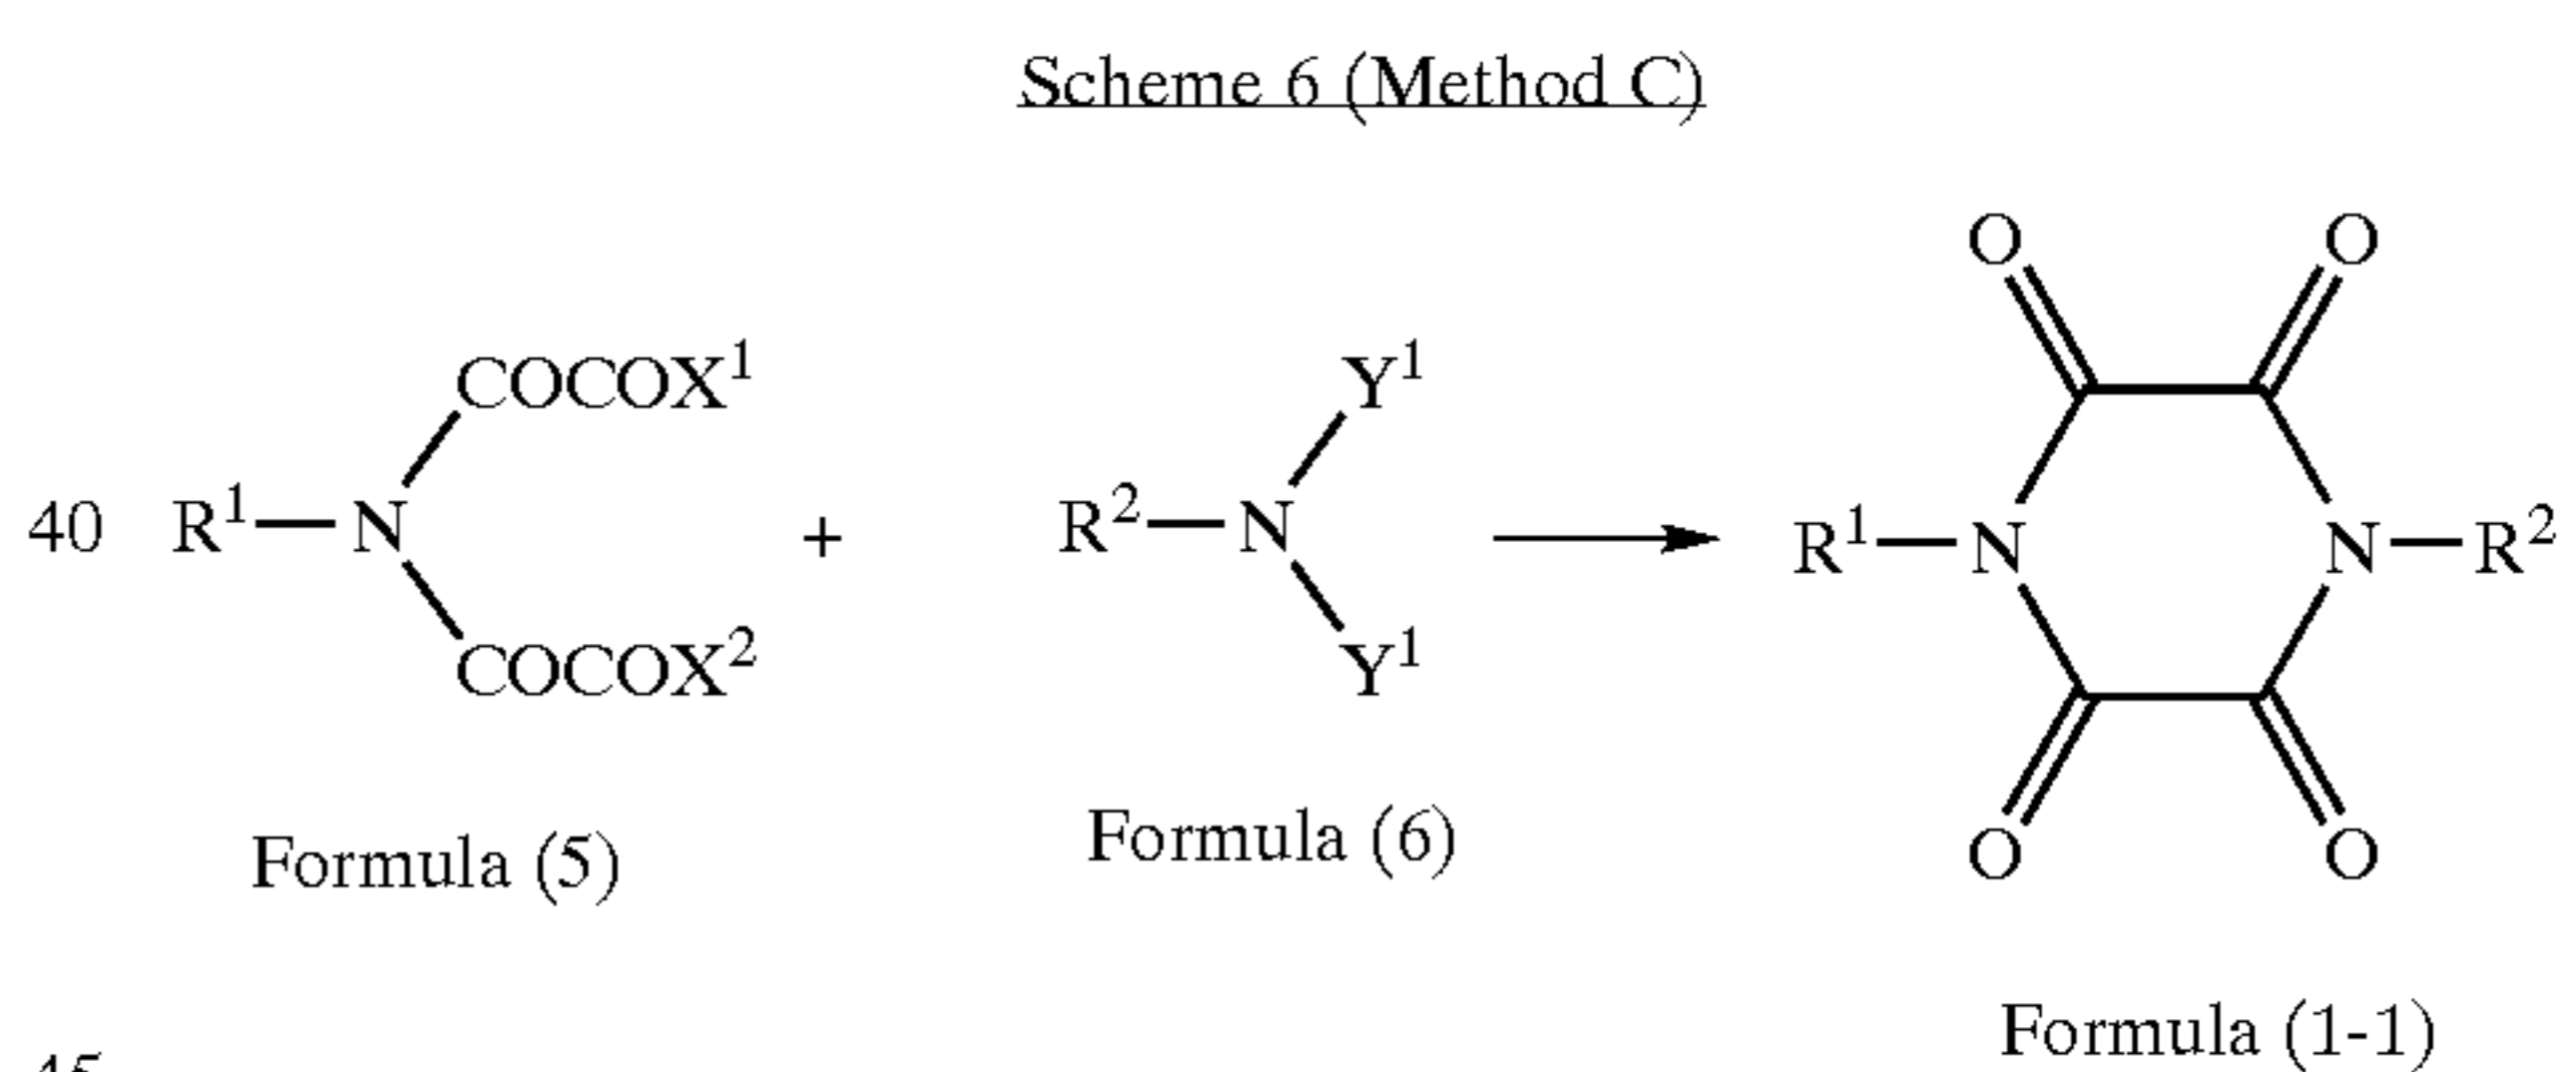 Scheme 6 (Method C)
O O
COCOX¹ Y¹
40 R¹—N + R²—N R¹—N N—R²
COCOX² Y¹
O O
Formula (5) Formula (6)
Formula (1-1)
45